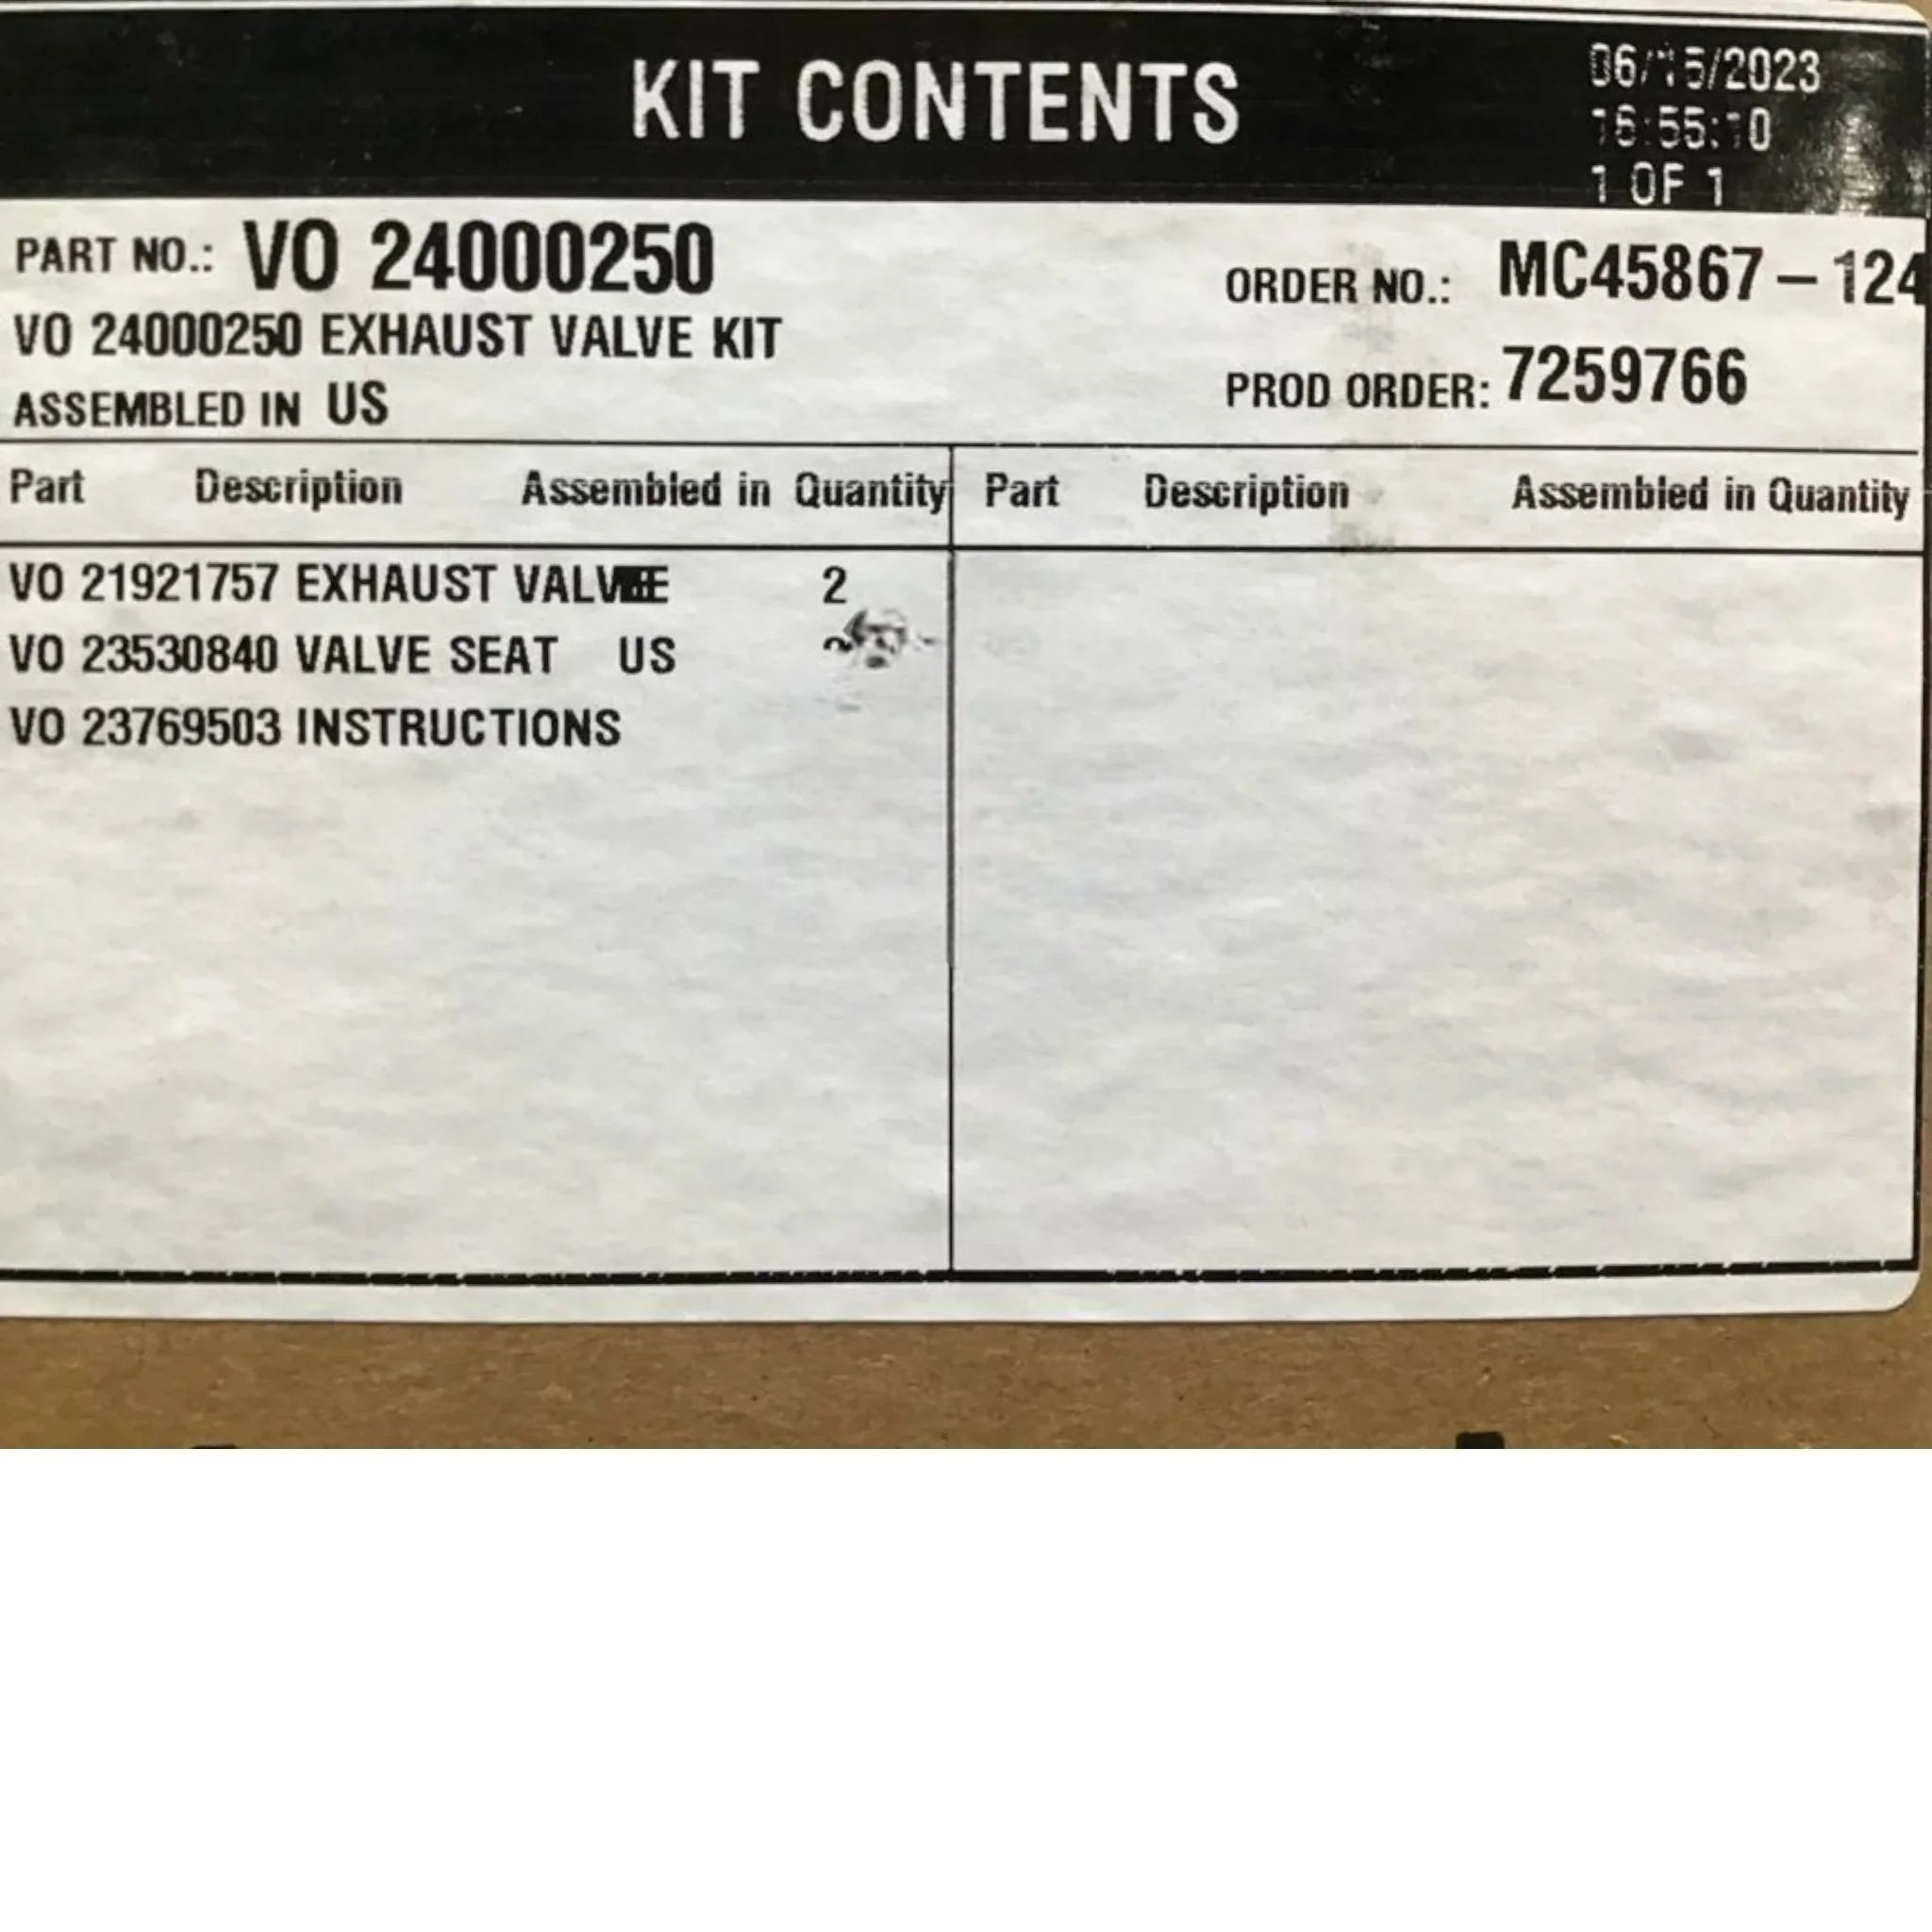 KIT CONTENTS
06/15/2023
16:55:10
1 OF 1
PART NO.: VO 24000250
VO 24000250 EXHAUST VALVE KIT
ASSEMBLED IN US
ORDER NO.: MC45867-124
PROD ORDER: 7259766
Part Description Assembled in Quantity Part Description Assembled in Quantity
VO 21921757 EXHAUST VALVE 2
VO 23530840 VALVE SEAT US
VO 23769503 INSTRUCTIONS